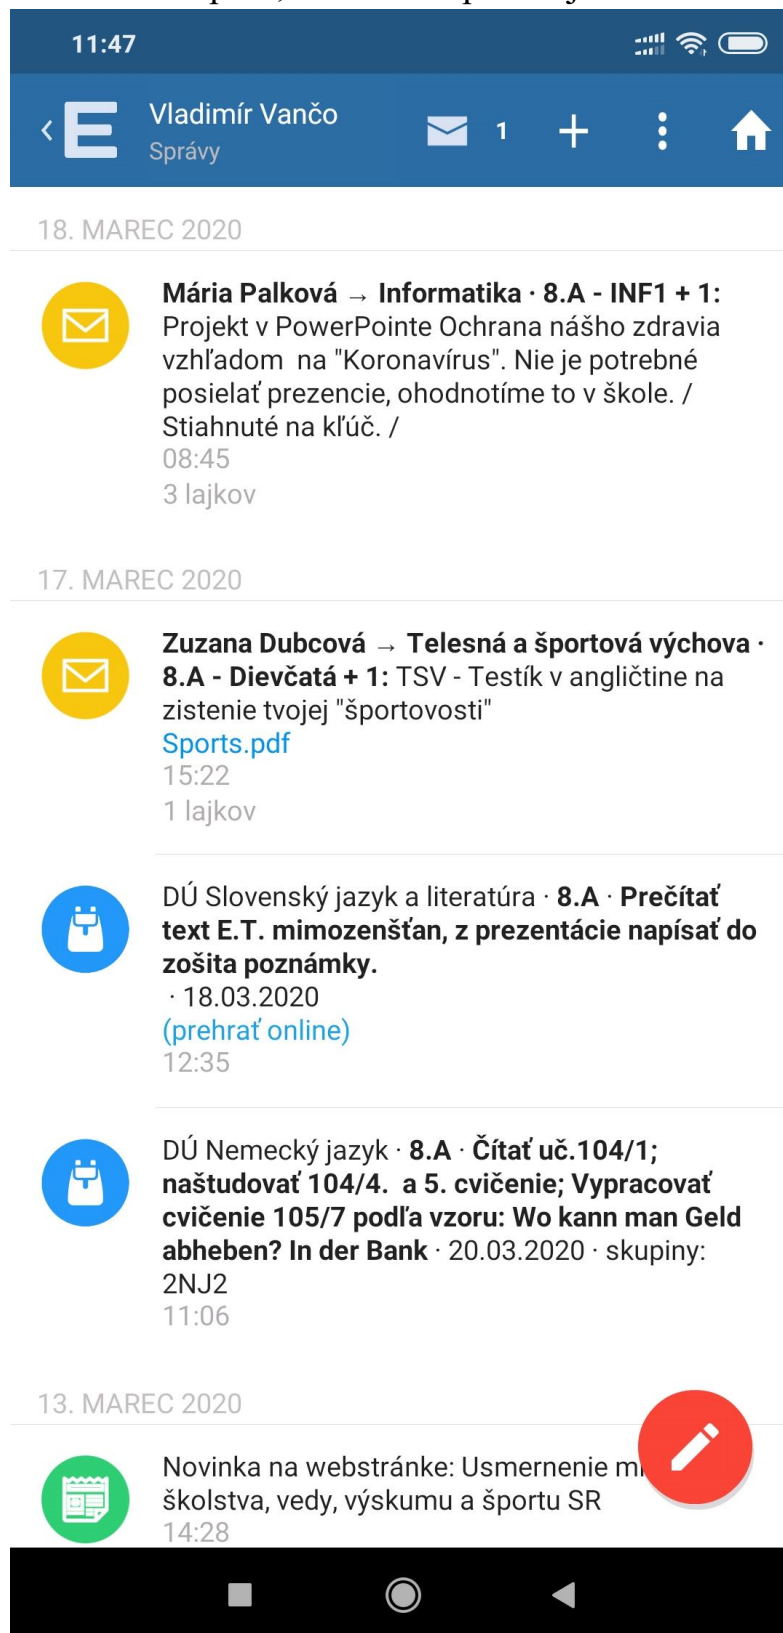 11:47
E
Vladimír Vančo
1
Správy
18. MAREC 2020
Mária Palková → Informatika · 8.A - INF1 + 1:
Projekt v PowerPointe Ochrana nášho zdravia
vzhľadom na "Koronavírus". Nie je potrebné
posielať prezencie, ohodnotíme to v škole. /
Stiahnuté na kľúč. /
08:45
3 lajkov
17. MAREC 2020
Zuzana Dubcová → Telesná a športová výchova ·
8.A - Dievčatá + 1: TSV - Testík v angličtine na
zistenie tvojej "športovosti"
Sports.pdf
15:22
1 lajkov
DÚ Slovenský jazyk a literatúra · 8.A · Prečítať
text E.T. mimozenšťan, z prezentácie napísať do
zošita poznámky.
· 18.03.2020
(prehrať online)
12:35
DÚ Nemecký jazyk · 8.A · Čítať uč.104/1;
naštudovať 104/4. a 5. cvičenie; Vypracovať
cvičenie 105/7 podľa vzoru: Wo kann man Geld
abheben? In der Bank · 20.03.2020 · skupiny:
2NJ2
11:06
13. MAREC 2020
Novinka na webstránke: Usmernenie
školstva, vedy, výskumu a športu SR
14:28